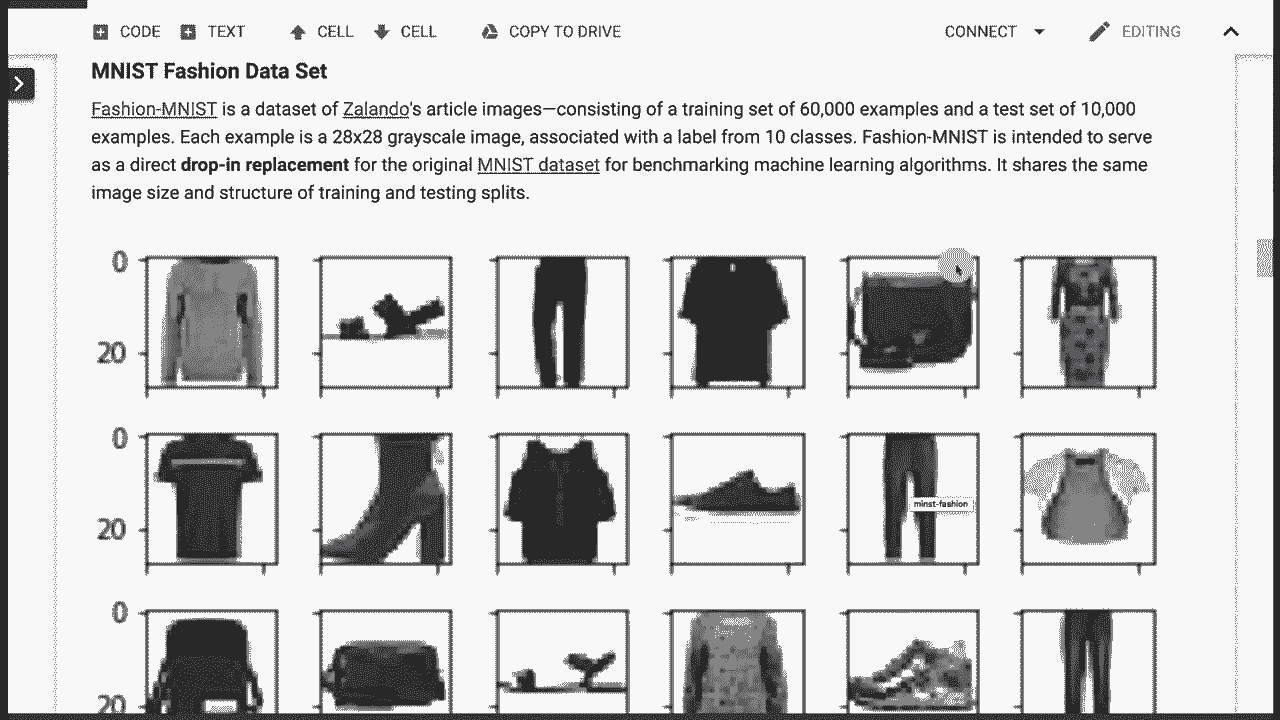 CODE TEXT CELL CELL COPY TO DRIVE CONNECT EDITING
MNIST Fashion Data Set
Fashion-MNIST is a dataset of Zalando's article images—consisting of a training set of 60,000 examples and a test set of 10,000
examples. Each example is a 28x28 grayscale image, associated with a label from 10 classes. Fashion-MNIST is intended to serve
as a direct drop-in replacement for the original MNIST dataset for benchmarking machine learning algorithms. It shares the same
image size and structure of training and testing splits.
0
20
0
20
minst-fashion
0
20